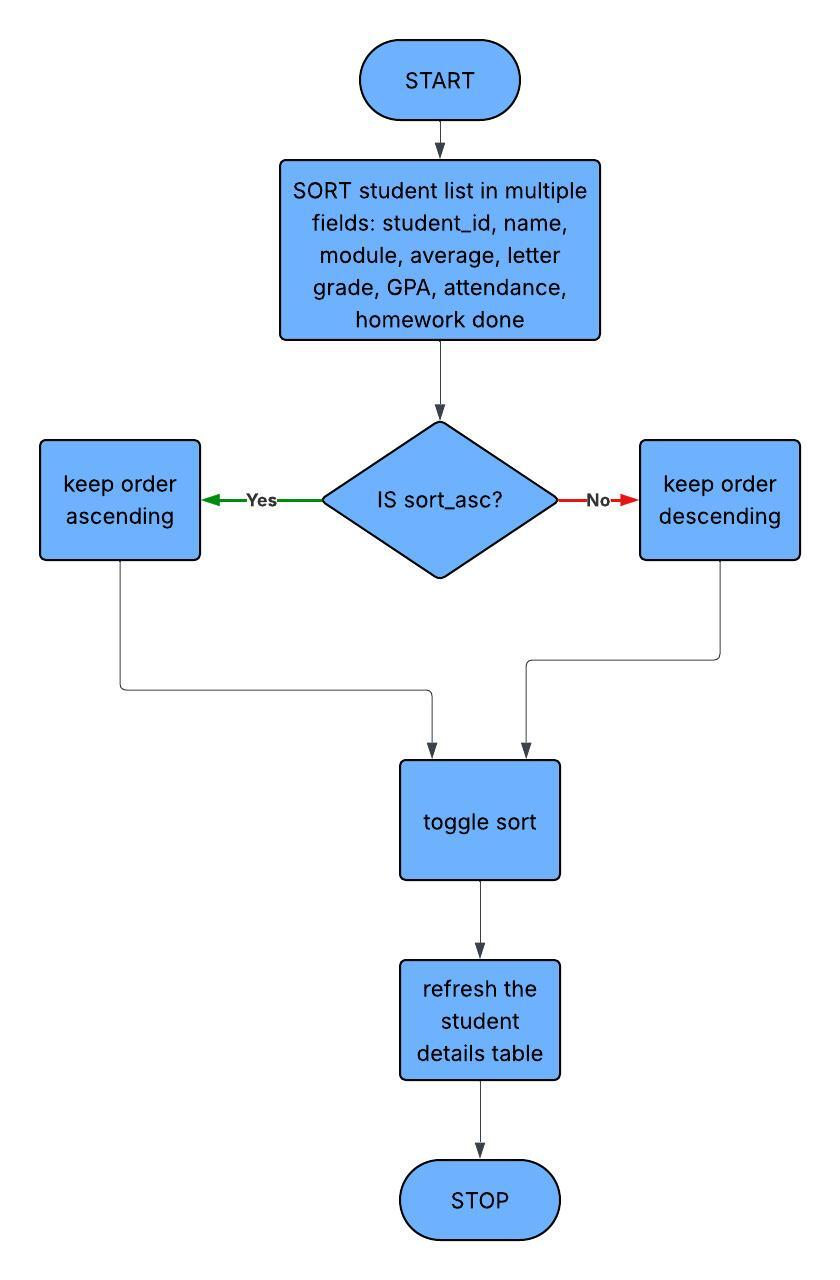 START
SORT student list in multiple
fields: student_id, name,
module, average, letter
grade, GPA, attendance,
homework done
keep order
ascending
Yes
IS sort_asc?
No
keep order
descending
toggle sort
refresh the
student
details table
STOP